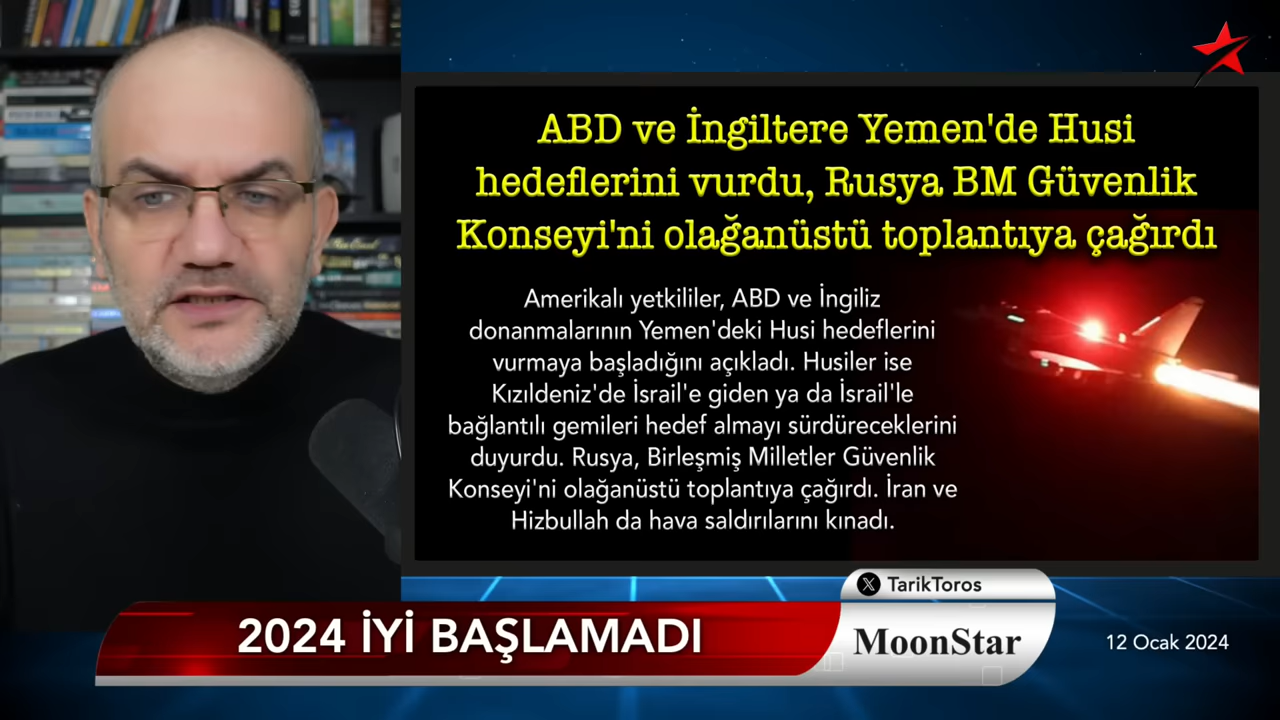 ABD ve İngiltere Yemen'de Husi
hedeflerini vurdu, Rusya BM Güvenlik
Konseyi'ni olağanüstü toplantıya çağırdı
Amerikalı yetkililer, ABD ve İngiliz
donanmalarının Yemen'deki Husi hedeflerini
vurmaya başladığını açıkladı. Husiler ise
Kızıldeniz'de İsrail'e giden ya da İsrail'le
bağlantılı gemileri hedef almayı sürdüreceklerini
duyurdu. Rusya, Birleşmiş Milletler Güvenlik
Konseyi'ni olağanüstü toplantıya çağırdı. İran ve
Hizbullah da hava saldırılarını kınadı.
X TarikToros
2024 İYİ BAŞLAMADI
MoonStar
12 Ocak 2024